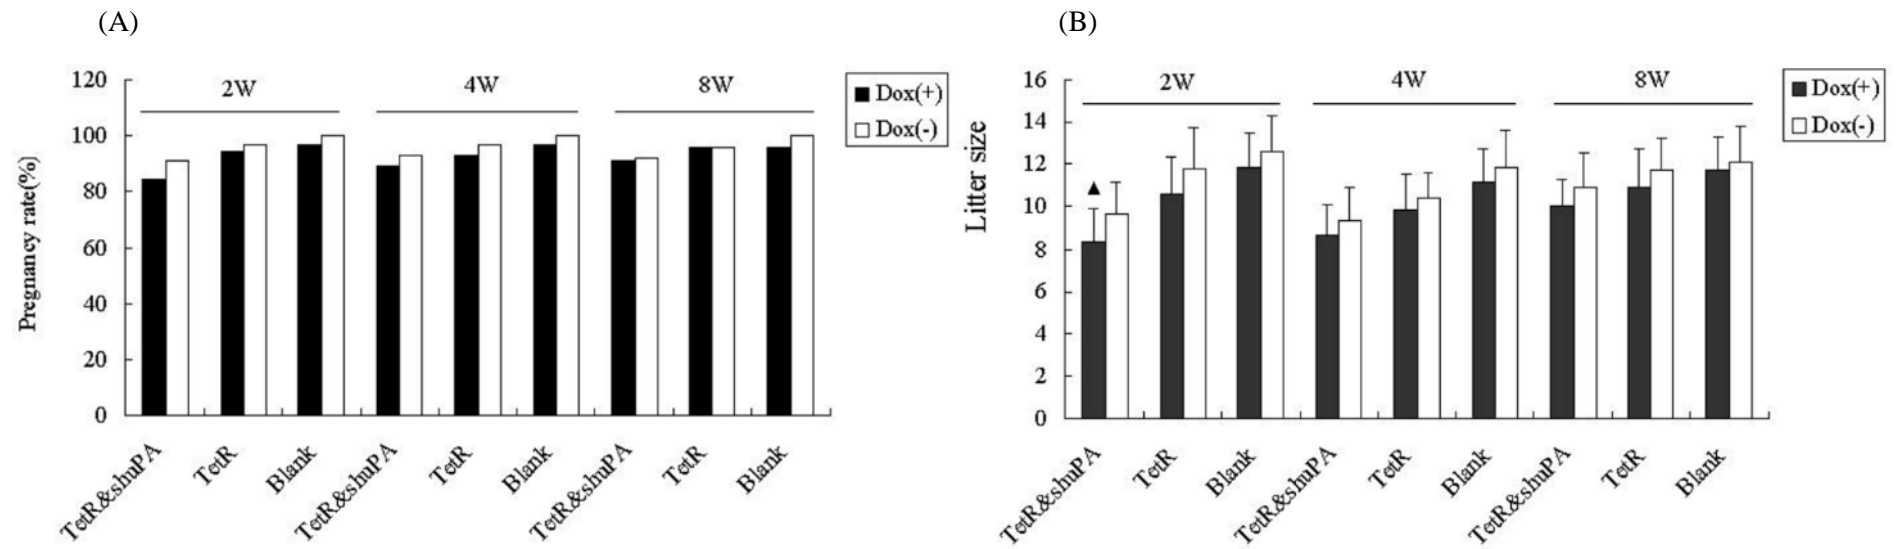 (A)
(B)
2W
4W
8W
Dox(+)
Dox(-)
Pregnancy rate(%)
120
100
80
60
40
20
0
TetR&shuPA
TetR
Blank
TetR&shuPA
TetR
Blank
TetR&shuPA
TetR
Blank
2W
4W
8W
Dox(+)
Dox(-)
Litter size
16
14
12
10
8
6
4
2
0
▲
TetR&shuPA
TetR
Blank
TetR&shuPA
TetR
Blank
TetR&shuPA
TetR
Blank